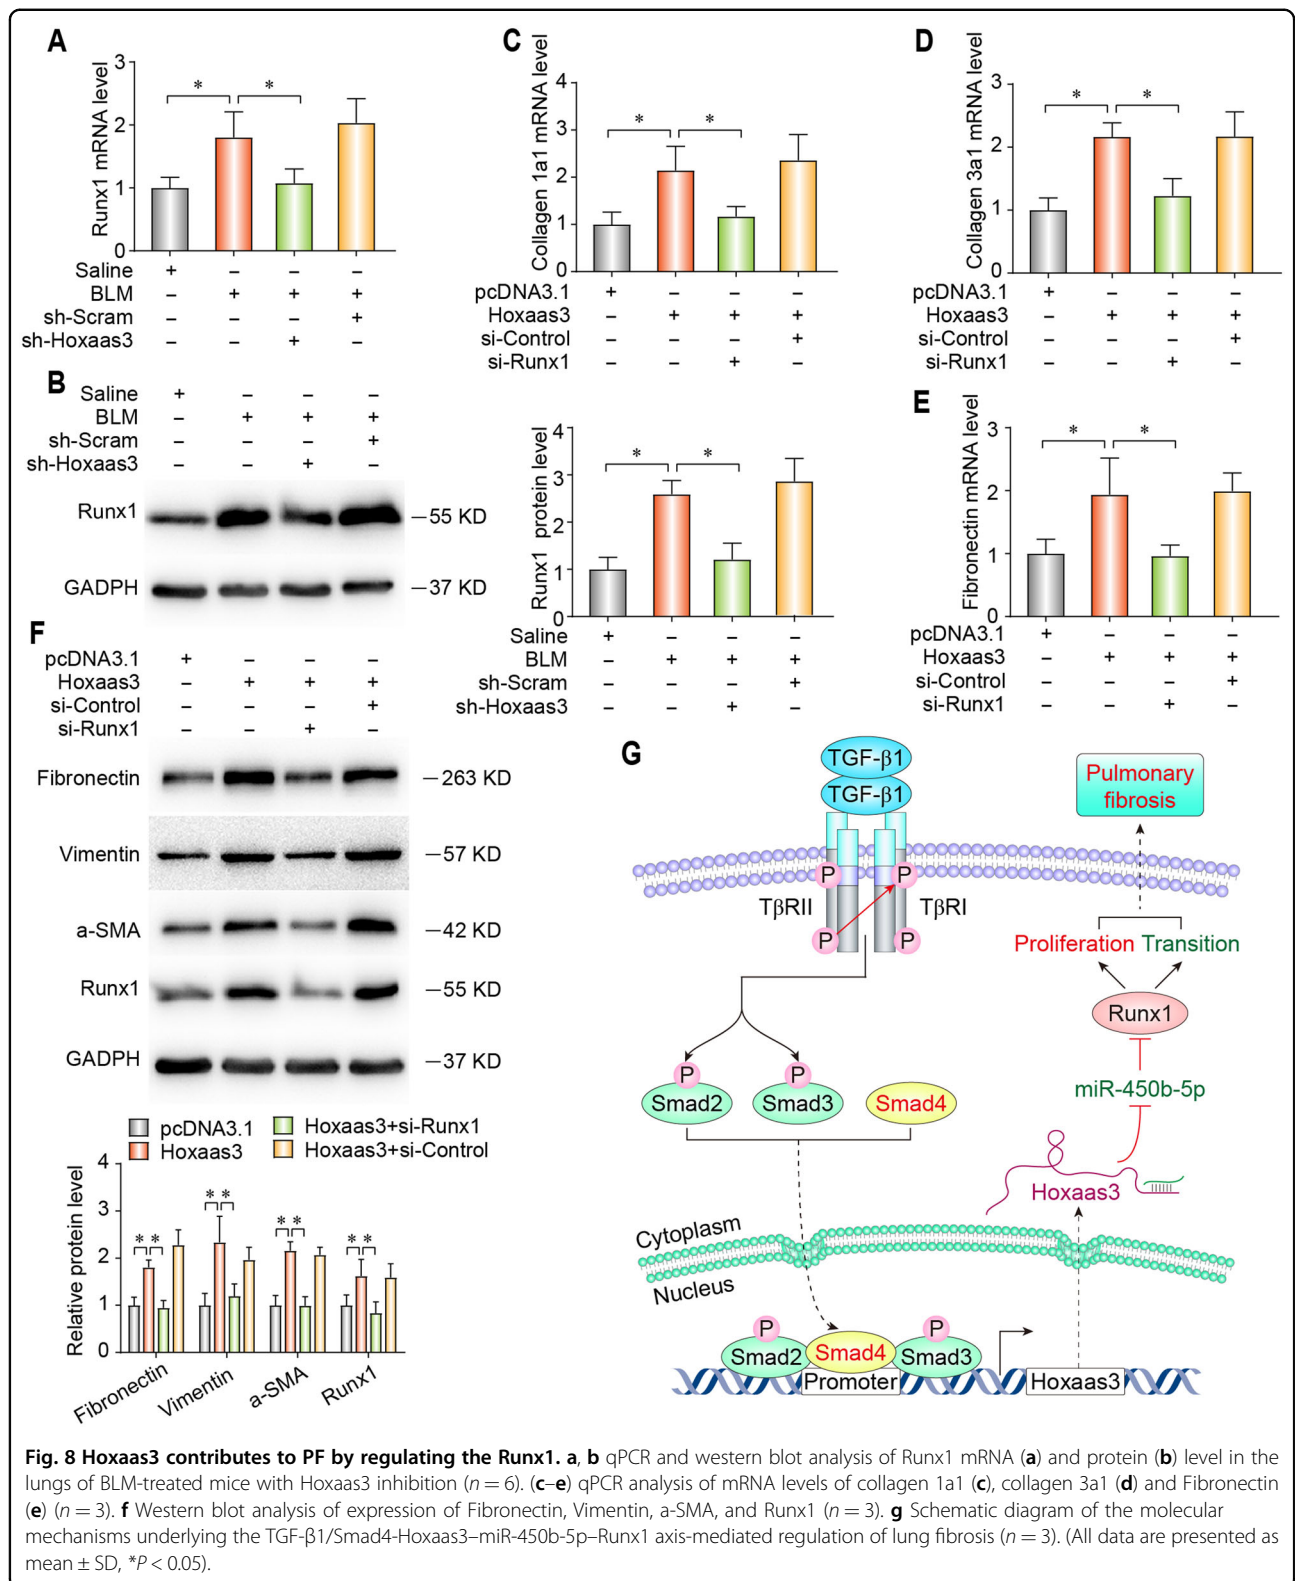 A
Runx1 mRNA level
3
2
1
0
*
*
Saline + – – –
BLM – + + +
sh-Scram – – – +
sh-Hoxaas3 – – + –
C
Collagen 1a1 mRNA level
4
3
2
1
0
*
*
pcDNA3.1 + – – –
Hoxaas3 – + + +
si-Control – – – +
si-Runx1 – – + –
D
Collagen 3a1 mRNA level
3
2
1
0
*
*
pcDNA3.1 + – – –
Hoxaas3 – + + +
si-Control – – – +
si-Runx1 – – + –
B
Saline + – – –
BLM – + + +
sh-Scram – – – +
sh-Hoxaas3 – – + –
Runx1 –55 KD
GADPH –37 KD
Runx1 protein level
4
3
2
1
0
*
*
Saline + – – –
BLM – + + +
sh-Scram – – – +
sh-Hoxaas3 – – + –
E
Fibronectin mRNA level
3
2
1
0
*
*
pcDNA3.1 + – – –
Hoxaas3 – + + +
si-Control – – – +
si-Runx1 – – + –
F
pcDNA3.1 + – – –
Hoxaas3 – + + +
si-Control – – – +
si-Runx1 – – + –
Fibronectin –263 KD
Vimentin –57 KD
a-SMA –42 KD
Runx1 –55 KD
GADPH –37 KD
pcDNA3.1 Hoxaas3+si-Runx1
Hoxaas3 Hoxaas3+si-Control
Relative protein level
4
3
2
1
0
* *
* *
* *
* *
Fibronectin
Vimentin
a-SMA
Runx1
G
TGF-β1
TGF-β1
P
P
TβRII
TβRI
P
P
Pulmonary
fibrosis
Proliferation Transition
Runx1
miR-450b-5p
Hoxaas3
P
P
Smad2
Smad3
Smad4
Cytoplasm
Nucleus
P
P
Smad2
Smad4
Smad3
Promoter
Hoxaas3
Fig. 8 Hoxaas3 contributes to PF by regulating the Runx1. a, b qPCR and western blot analysis of Runx1 mRNA (a) and protein (b) level in the
lungs of BLM-treated mice with Hoxaas3 inhibition (n = 6). (c–e) qPCR analysis of mRNA levels of collagen 1a1 (c), collagen 3a1 (d) and Fibronectin
(e) (n = 3). f Western blot analysis of expression of Fibronectin, Vimentin, a-SMA, and Runx1 (n = 3). g Schematic diagram of the molecular
mechanisms underlying the TGF-β1/Smad4-Hoxaas3–miR-450b-5p–Runx1 axis-mediated regulation of lung fibrosis (n = 3). (All data are presented as
mean ± SD, *P < 0.05).